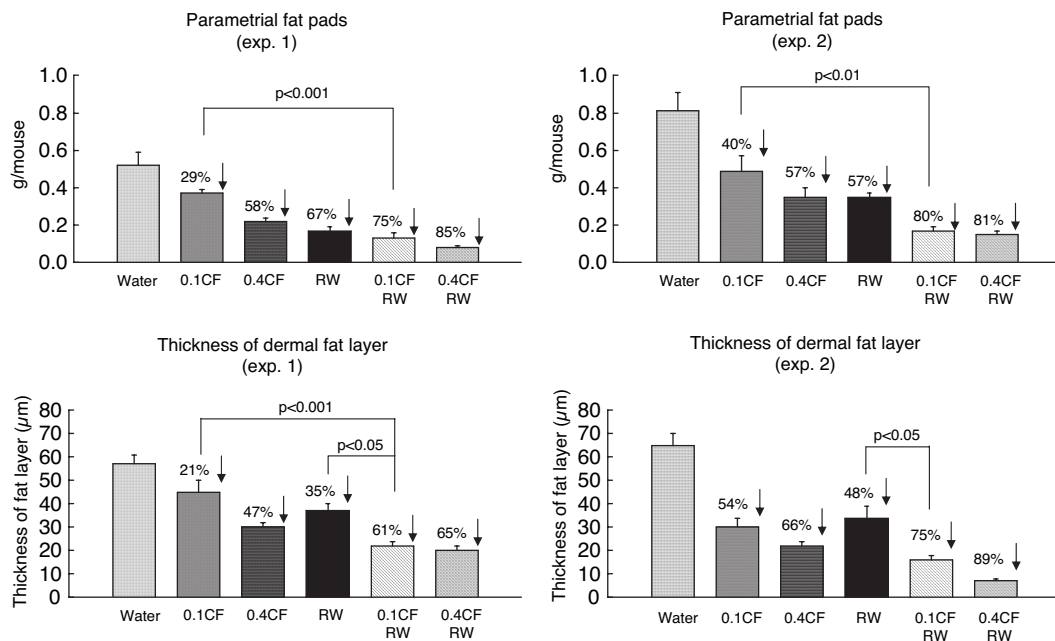 Parametrial fat pads
(exp. 1)
g/mouse
1.0
0.8
0.6
0.4
0.2
0.0
p<0.001
29%
58%
67%
75%
85%
Water
0.1CF
0.4CF
RW
0.1CF
RW
0.4CF
RW
Parametrial fat pads
(exp. 2)
g/mouse
1.0
0.8
0.6
0.4
0.2
0.0
p<0.01
40%
57%
57%
80%
81%
Water
0.1CF
0.4CF
RW
0.1CF
RW
0.4CF
RW
Thickness of dermal fat layer
(exp. 1)
Thickness of fat layer (µm)
80
70
60
50
40
30
20
10
0
p<0.001
p<0.05
21%
47%
35%
61%
65%
Water
0.1CF
0.4CF
RW
0.1CF
RW
0.4CF
RW
Thickness of dermal fat layer
(exp. 2)
Thickness of fat layer (µm)
80
70
60
50
40
30
20
10
0
p<0.05
54%
66%
48%
75%
89%
Water
0.1CF
0.4CF
RW
0.1CF
RW
0.4CF
RW